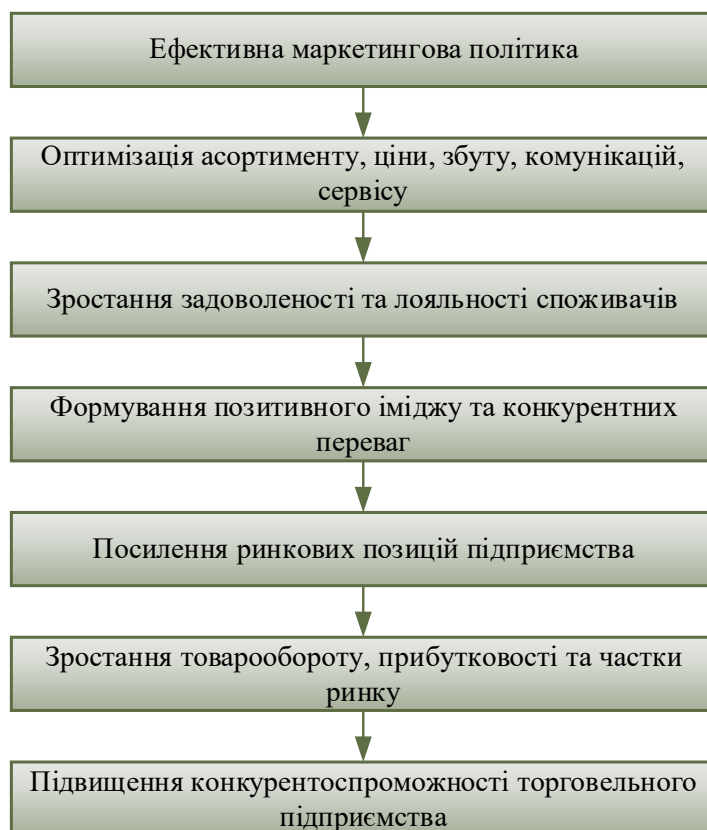 Ефективна маркетингова політика
Оптимізація асортименту, ціни, збуту, комунікацій,
сервісу
Зростання задоволеності та лояльності споживачів
Формування позитивного іміджу та конкурентних
переваг
Посилення ринкових позицій підприємства
Зростання товарообороту, прибутковості та частки
ринку
Підвищення конкурентоспроможності торговельного
підприємства